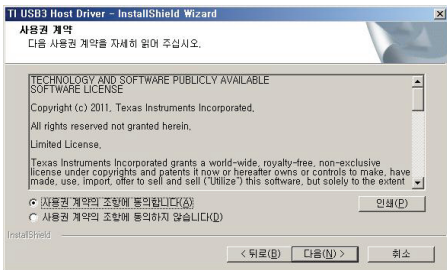 TI USB3 Host Driver - InstallShield Wizard
사용권 계약
다음 사용권 계약을 자세히 읽어 주십시오.
TECHNOLOGY AND SOFTWARE PUBLICLY AVAILABLE
SOFTWARE LICENSE
Copyright (c) 2011, Texas Instruments Incorporated.
All rights reserved not granted herein.
Limited License.
Texas Instruments Incorporated grants a world-wide, royalty-free, non-exclusive
license under copyrights and patents it now or hereafter owns or controls to make, have
made, use, import, offer to sell and sell ("Utilize") this software, but solely to the extent
사용권 계약의 조항에 동의합니다(A)
인쇄(P)
사용권 계약의 조항에 동의하지 않습니다(D)
InstallShield
< 뒤로(B)
다음(N) >
취소